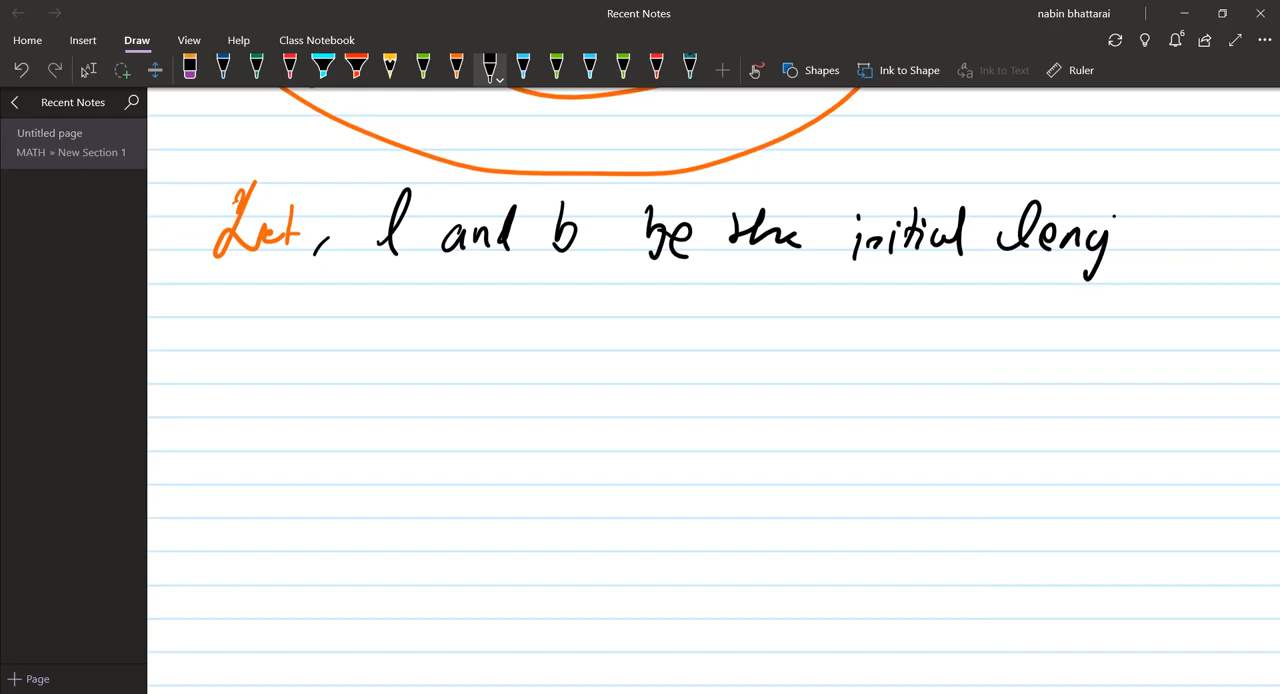 Recent Notes
nabin bhattarai
Home Insert Draw View Help Class Notebook
6
Shapes Ink to Shape Ink to Text Ruler
Recent Notes
Untitled page
MATH » New Section 1
Let, l and b be the initial leng
Page